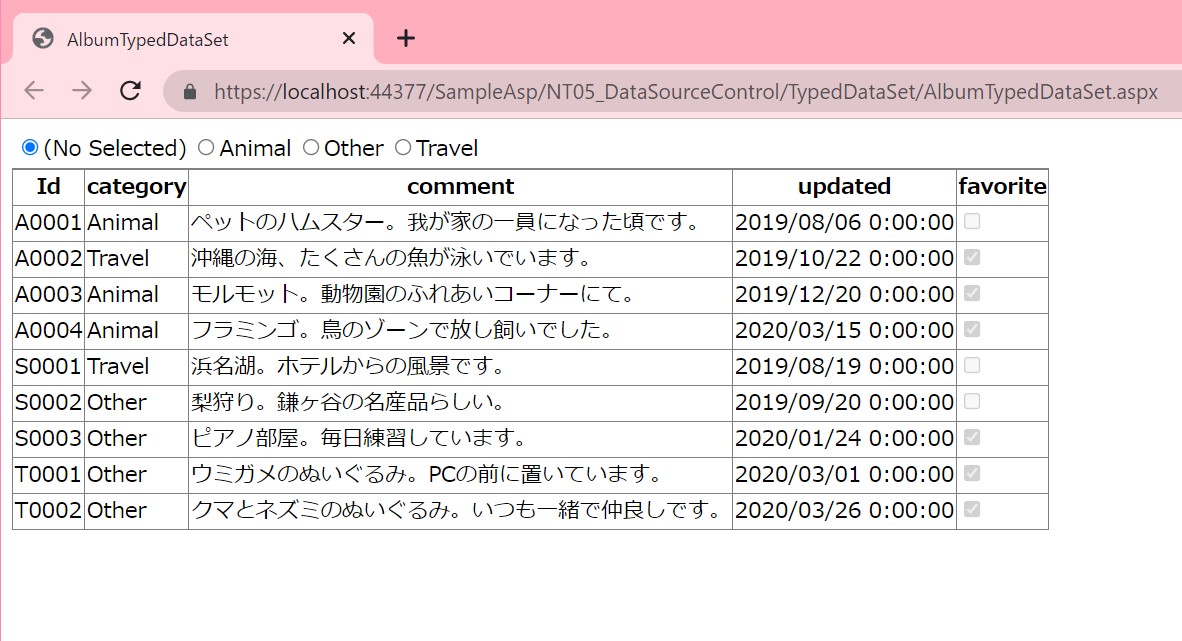 AlbumTypedDataSet
https://localhost:44377/SampleAsp/NT05_DataSourceControl/TypedDataSet/AlbumTypedDataSet.aspx
(No Selected) Animal Other Travel
Id category comment updated favorite
A0001 Animal ペットのハムスター。我が家の一員になった頃です。 2019/08/06 0:00:00
A0002 Travel 沖縄の海、たくさんの魚が泳いでいます。 2019/10/22 0:00:00
A0003 Animal モルモット。動物園のふれあいコーナーにて。 2019/12/20 0:00:00
A0004 Animal フラミンゴ。鳥のゾーンで放し飼いでした。 2020/03/15 0:00:00
S0001 Travel 浜名湖。ホテルからの風景です。 2019/08/19 0:00:00
S0002 Other 梨狩り。鎌ヶ谷の名産品らしい。 2019/09/20 0:00:00
S0003 Other ピアノ部屋。毎日練習しています。 2020/01/24 0:00:00
T0001 Other ウミガメのぬいぐるみ。PCの前に置いています。 2020/03/01 0:00:00
T0002 Other クマとネズミのぬいぐるみ。いつも一緒で仲良しです。 2020/03/26 0:00:00